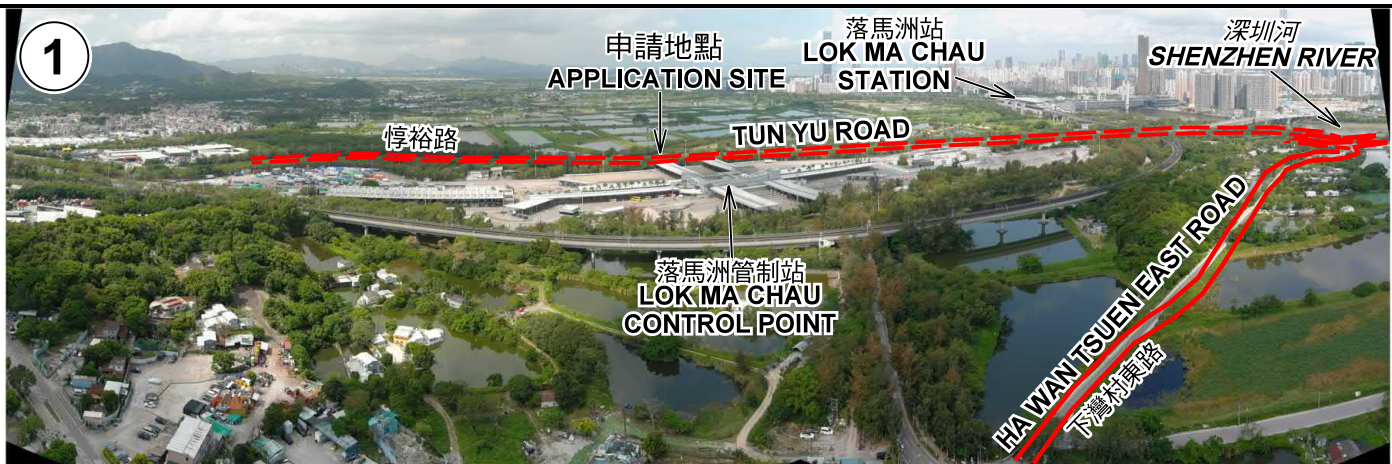 1
申請地點
APPLICATION SITE
落馬洲站
LOK MA CHAU
STATION
深圳河
SHENZHEN RIVER
惇裕路
TUN YU ROAD
落馬洲管制站
LOK MA CHAU
CONTROL POINT
HA WAN TSUEN EAST ROAD
下灣村東路